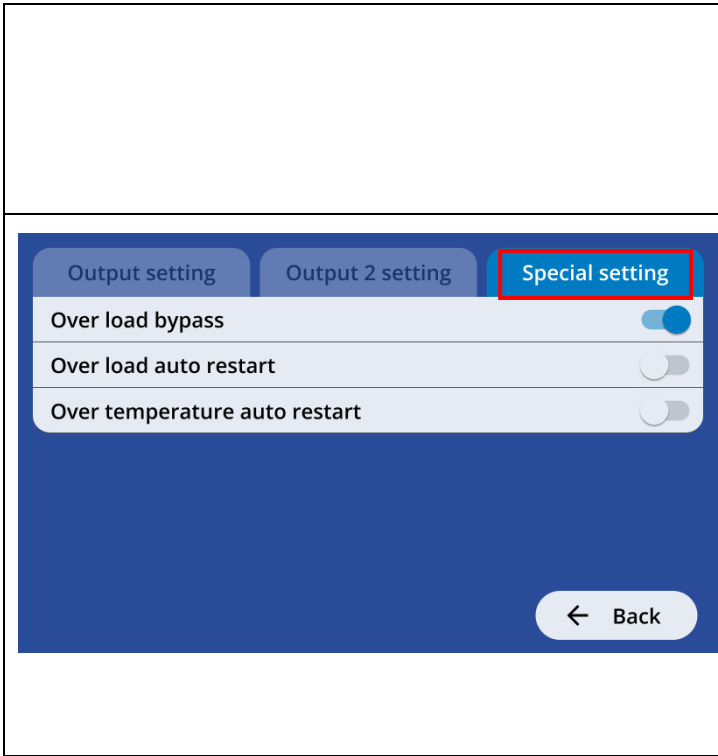 Output setting
Output 2 setting
Special setting
Over load bypass
Over load auto restart
Over temperature auto restart
Back